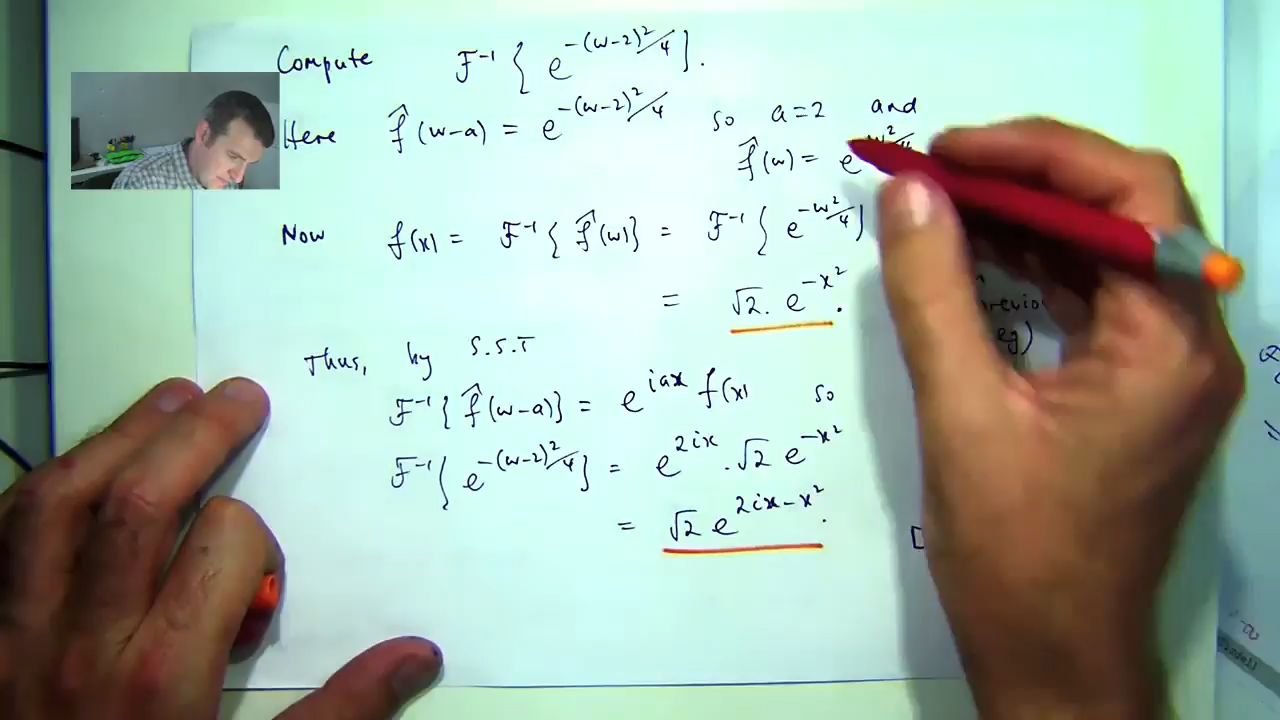 Compute F⁻¹ { e^{-(w-2)²/4} }.
Here f̂(w-a) = e^{-(w-2)²/4} so a=2 and
f̂(w) = e
Now f(x) = F⁻¹ { f̂(w) } = F⁻¹ { e^{-w²/4} }
= √2 . e^{-x²} .
eg)
Thus, by S.S.T
F⁻¹ { f̂(w-a) } = e^{iax} f(x) so
F⁻¹ { e^{-(w-2)²/4} } = e^{2ix} . √2 e^{-x²}
= √2 e^{2ix-x²} .